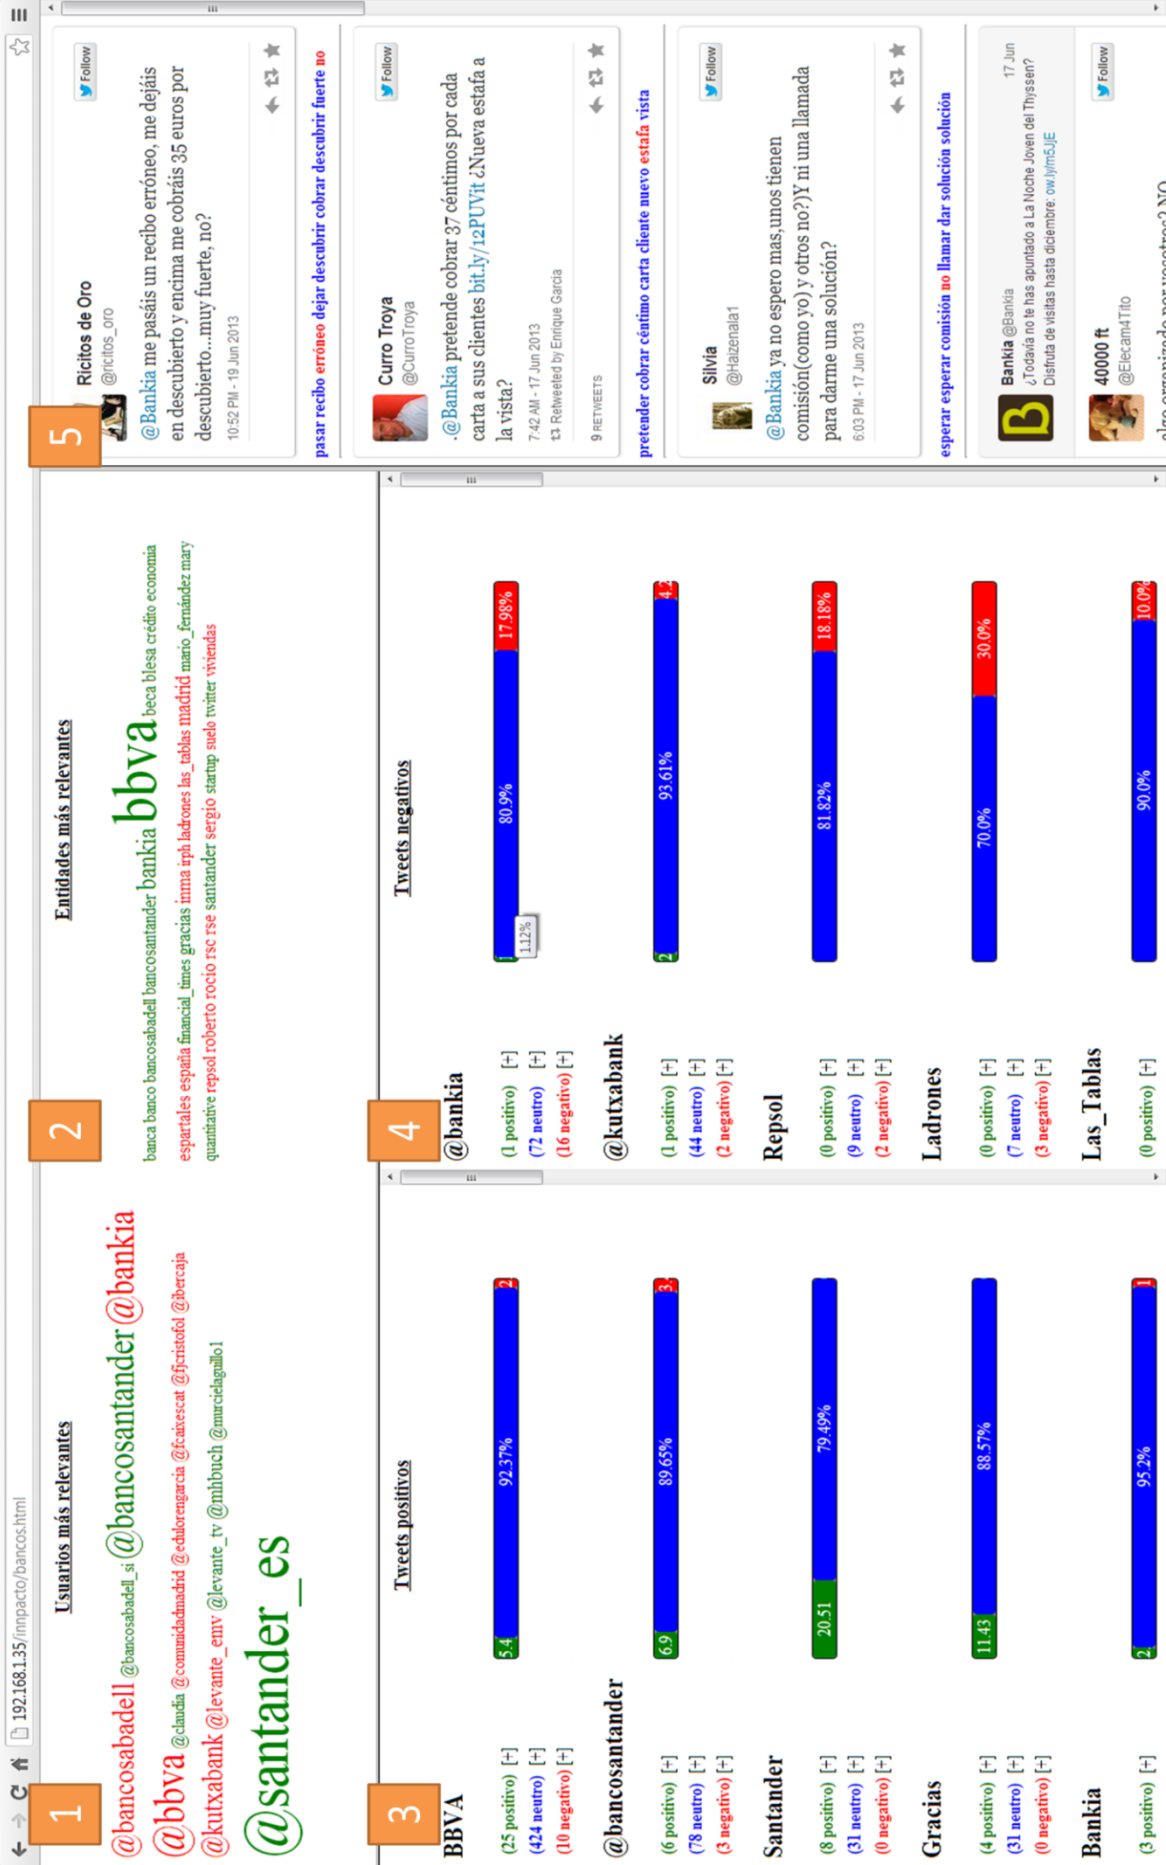 192.168.1.35/innpacto/bancos.html
1
Usuarios más relevantes
@bancosabadell @bancosabadell_si @bancosantander @bankia
@bbva @claudia @comunidadmadrid @edulorengarcia @fcaixescat @fjcristofol @ibercaja
@kutxabank @levante_emv @levante_tv @mhbuch @murcielaguillo1
@santander_es
2
Entidades más relevantes
banca banco bancosabadell bancosantander bankia bbva beca blesa crédito economia
espartales españa financial_times gracias inma irph ladrones las_tablas madrid mario_fernández mary
quantitative repsol roberto rocio rsc rse santander sergio startup suelo twitter viviendas
3
Tweets positivos
BBVA
(25 positivo) [+]
(424 neutro) [+]
(10 negativo) [+]
5.4 92.37% 2
@bancosantander
(6 positivo) [+]
(78 neutro) [+]
(3 negativo) [+]
6.9 89.65% 3.
Santander
(8 positivo) [+]
(31 neutro) [+]
(0 negativo) [+]
20.51 79.49%
Gracias
(4 positivo) [+]
(31 neutro) [+]
(0 negativo) [+]
11.43 88.57%
Bankia
(3 positivo) [+]
2 95.2% 1
4
Tweets negativos
@bankia
(1 positivo) [+]
(72 neutro) [+]
(16 negativo) [+]
1 80.9% 17.98%
1.12%
@kutxabank
(1 positivo) [+]
(44 neutro) [+]
(2 negativo) [+]
2 93.61% 4.2
Repsol
(0 positivo) [+]
(9 neutro) [+]
(2 negativo) [+]
81.82% 18.18%
Ladrones
(0 positivo) [+]
(7 neutro) [+]
(3 negativo) [+]
70.0% 30.0%
Las_Tablas
(0 positivo) [+]
90.0% 10.0%
5
Ricitos de Oro
@ricitos_oro
Follow
@Bankia me pasáis un recibo erróneo, me dejáis
en descubierto y encima me cobráis 35 euros por
descubierto...muy fuerte, no?
10:52 PM - 19 Jun 2013
pasar recibo erróneo dejar descubrir cobrar descubrir fuerte no
Curro Troya
@CurroTroya
Follow
.@Bankia pretende cobrar 37 céntimos por cada
carta a sus clientes bit.ly/12PUVit ¿Nueva estafa a
la vista?
7:42 AM - 17 Jun 2013
Retweeted by Enrique Garcia
9 RETWEETS
pretender cobrar céntimo carta cliente nuevo estafa vista
Silvia
@Haizenala1
Follow
@Bankia ya no espero mas,unos tienen
comisión(como yo) y otros no?)Y ni una llamada
para darme una solución?
6:03 PM - 17 Jun 2013
esperar esperar comisión no llamar dar solución solución
Bankia @Bankia 17 Jun
¿Todavía no te has apuntado a La Noche Joven del Thyssen?
Disfruta de visitas hasta diciembre: ow.ly/m5JjE
40000 ft
@Elecam4Tito
Follow
algo organizado por vosotros? NO